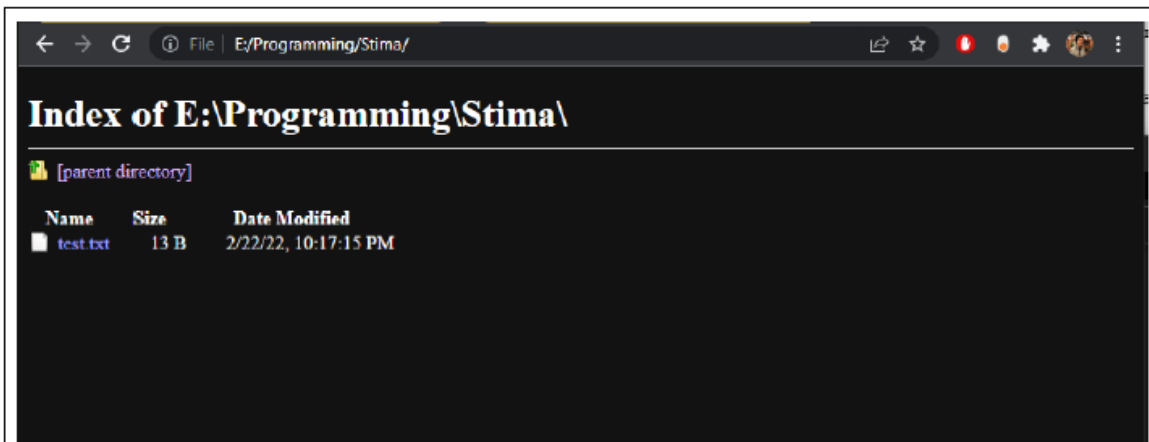 File | E:/Programming/Stima/
Index of E:\Programming\Stima\
[parent directory]
Name Size Date Modified
test.txt 13 B 2/22/22, 10:17:15 PM